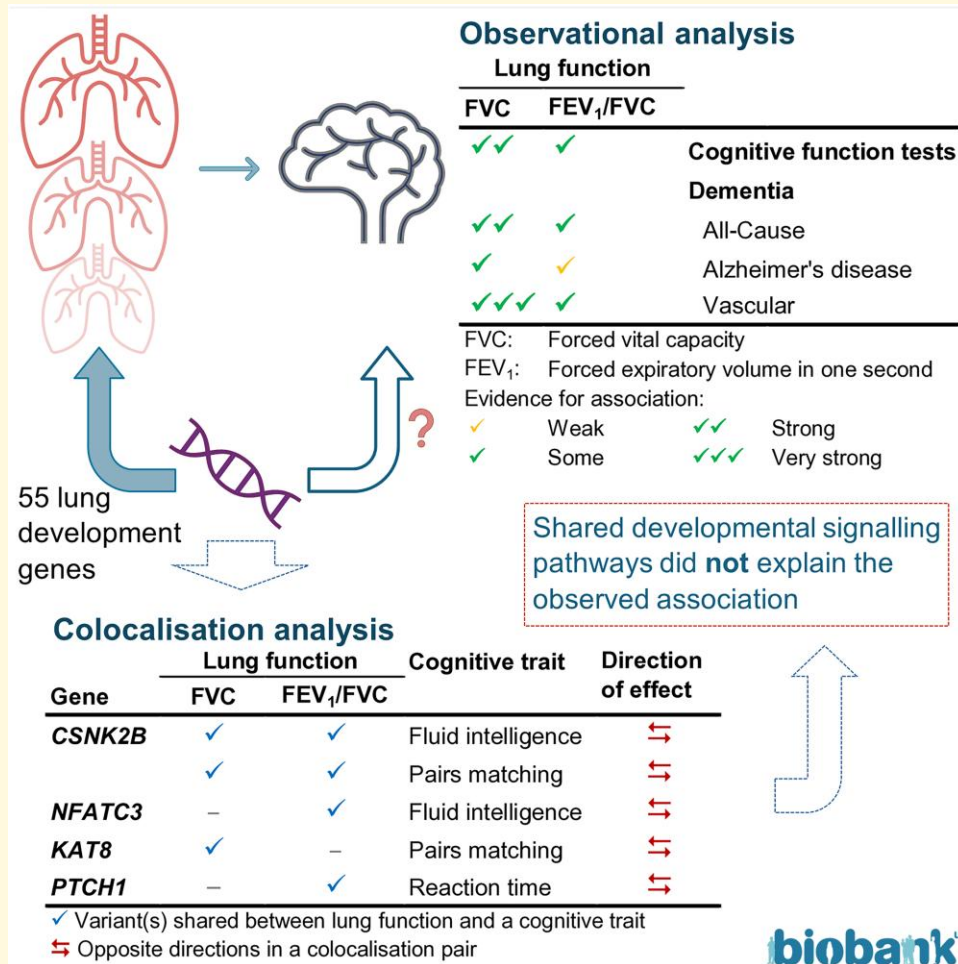 Observational analysis
Lung function
FVC FEV₁/FVC
✓✓ ✓ Cognitive function tests
Dementia
✓✓ ✓ All-Cause
✓ ✓ Alzheimer's disease
✓✓✓ ✓ Vascular
FVC: Forced vital capacity
FEV₁: Forced expiratory volume in one second
Evidence for association:
✓ Weak ✓✓ Strong
✓ Some ✓✓✓ Very strong
?
55 lung
development
genes
Shared developmental signalling
pathways did not explain the
observed association
Colocalisation analysis
Lung function Cognitive trait Direction
of effect
Gene FVC FEV₁/FVC
CSNK2B ✓ ✓ Fluid intelligence ⇆
✓ ✓ Pairs matching ⇆
NFATC3 – ✓ Fluid intelligence ⇆
KAT8 ✓ – Pairs matching ⇆
PTCH1 – ✓ Reaction time ⇆
✓ Variant(s) shared between lung function and a cognitive trait
⇆ Opposite directions in a colocalisation pair
biobank